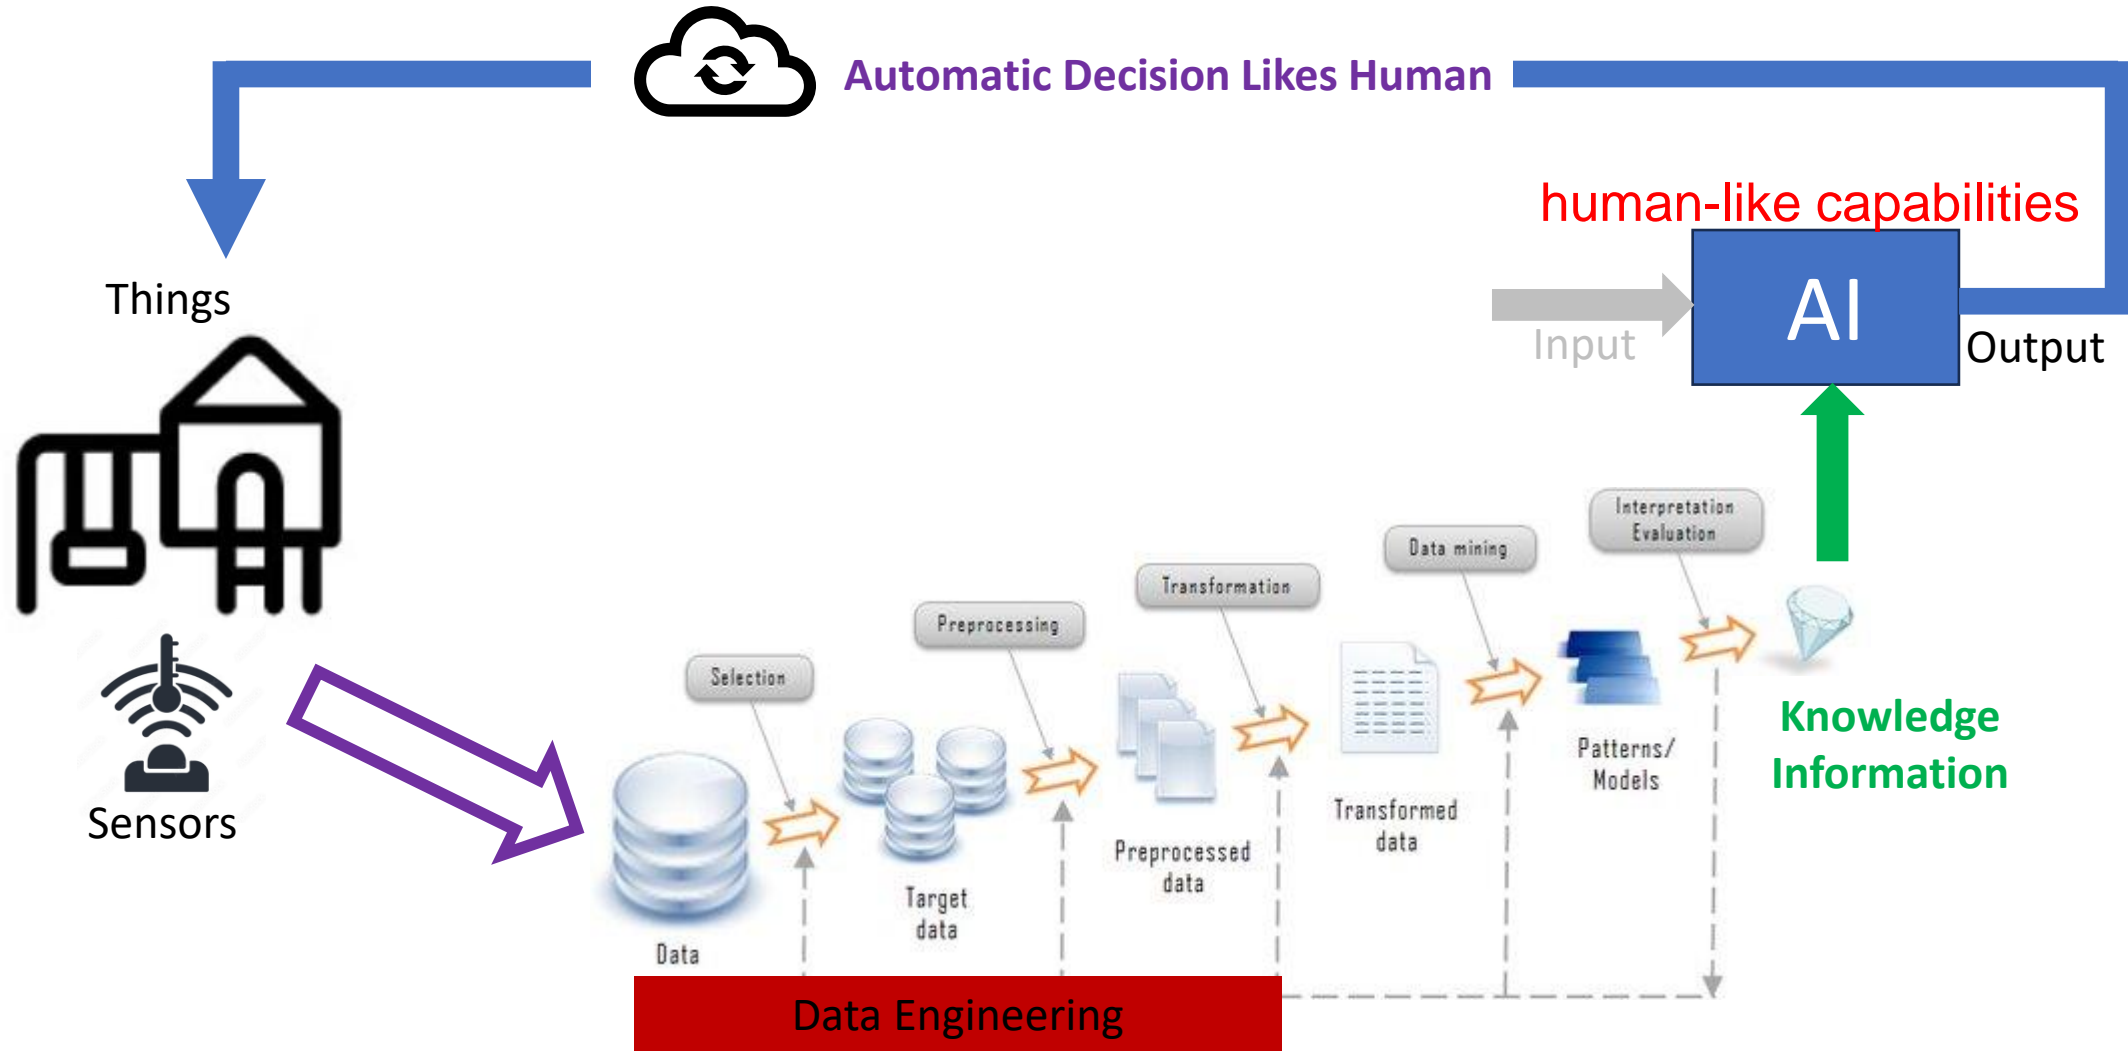 Automatic Decision Likes Human
human-like capabilities
AI
Input
Output
Things
Sensors
Interpretation
Evaluation
Data mining
Transformation
Preprocessing
Selection
Knowledge
Information
Patterns/
Models
Transformed
data
Preprocessed
data
Target
data
Data
Data Engineering